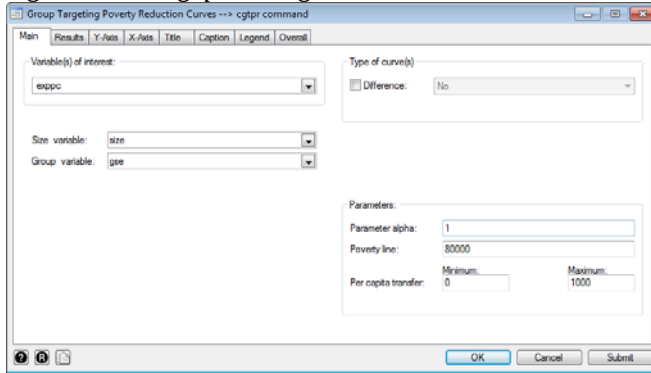 Group Targeting Poverty Reduction Curves--> cgtpr command
Main Results Y-Axis X-Axis Title Caption Legend Overall
Variable(s) of interest:
exppc
Type of curve(s)
Difference: No
Size variable: size
Group variable: gse
Parameters:
Parameter alpha: 1
Poverty line: 80000
Minimum: Maximum:
Per capita transfer: 0 1000
OK Cancel Submit